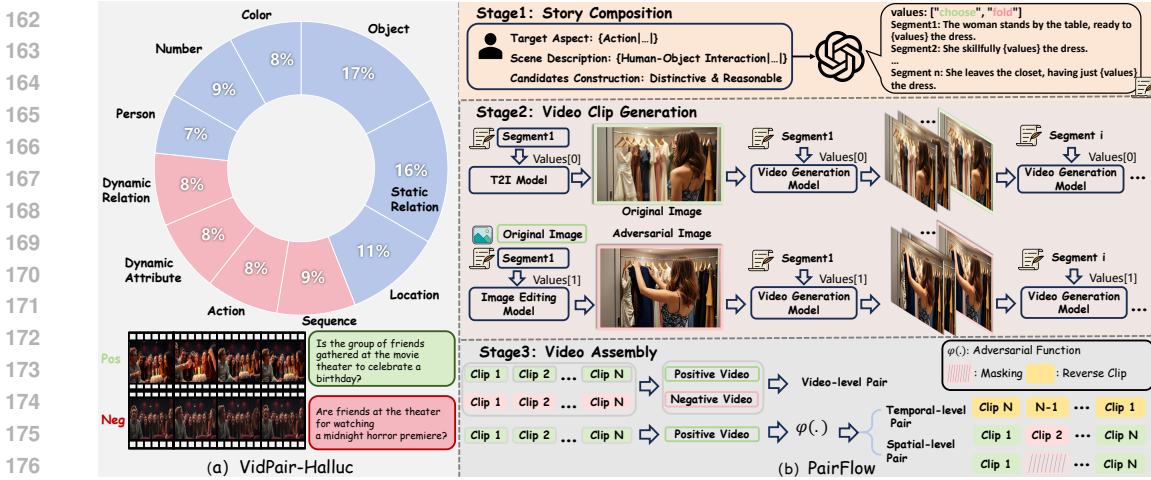 162
163
164
165
166
167
168
169
170
171
172
173
174
175
176
Color
Object
Number
8%
17%
9%
Person
7%
16%
Static
Relation
Dynamic
Relation
8%
8%
11%
Dynamic
Attribute
8%
9%
Location
Action
Sequence
Pos
Is the group of friends
gathered at the movie
theater to celebrate a
birthday?
Neg
Are friends at the theater
for watching
a midnight horror premiere?
(a) VidPair-Halluc
Stage1: Story Composition
Target Aspect: {Action|...|}
Scene Description: {Human-Object Interaction|...|}
Candidates Construction: Distinctive & Reasonable
values: ["choose", "fold"]
Segment1: The woman stands by the table, ready to
{values} the dress.
Segment2: She skillfully {values} the dress.
...
Segment n: She leaves the closet, having just {values}
the dress.
Stage2: Video Clip Generation
Segment1
Values[0]
T2I Model
Original Image
Segment1
Values[0]
Video Generation
Model
...
Segment i
Values[0]
Video Generation
Model
...
Original Image
Adversarial Image
Segment1
Values[1]
Image Editing
Model
Segment1
Values[1]
Video Generation
Model
...
Segment i
Values[1]
Video Generation
Model
...
Stage3: Video Assembly
φ(.): Adversarial Function
: Masking
: Reverse Clip
Clip 1 Clip 2 ... Clip N
Positive Video
Clip 1 Clip 2 ... Clip N
Negative Video
Video-level Pair
Clip 1 Clip 2 ... Clip N
Positive Video
φ(.)
Temporal-level
Pair
Clip N N-1 ... Clip 1
Spatial-level
Pair
Clip 1 Clip 2 ... Clip N
Clip 1 ... Clip N
(b) PairFlow